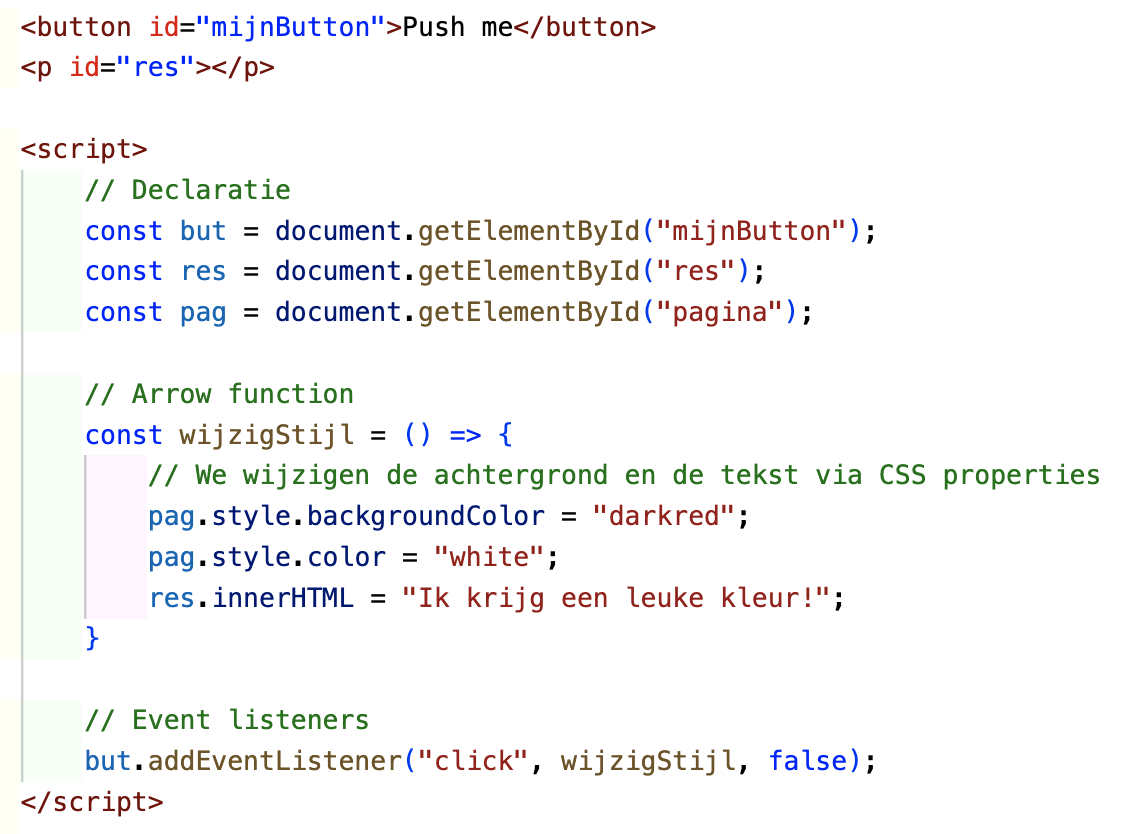 <button id="mijnButton">Push me</button>
<p id="res"></p>
<script>
// Declaratie
const but = document.getElementById("mijnButton");
const res = document.getElementById("res");
const pag = document.getElementById("pagina");
// Arrow function
const wijzigStijl = () => {
// We wijzigen de achtergrond en de tekst via CSS properties
pag.style.backgroundColor = "darkred";
pag.style.color = "white";
res.innerHTML = "Ik krijg een leuke kleur!";
}
// Event listeners
but.addEventListener("click", wijzigStijl, false);
</script>